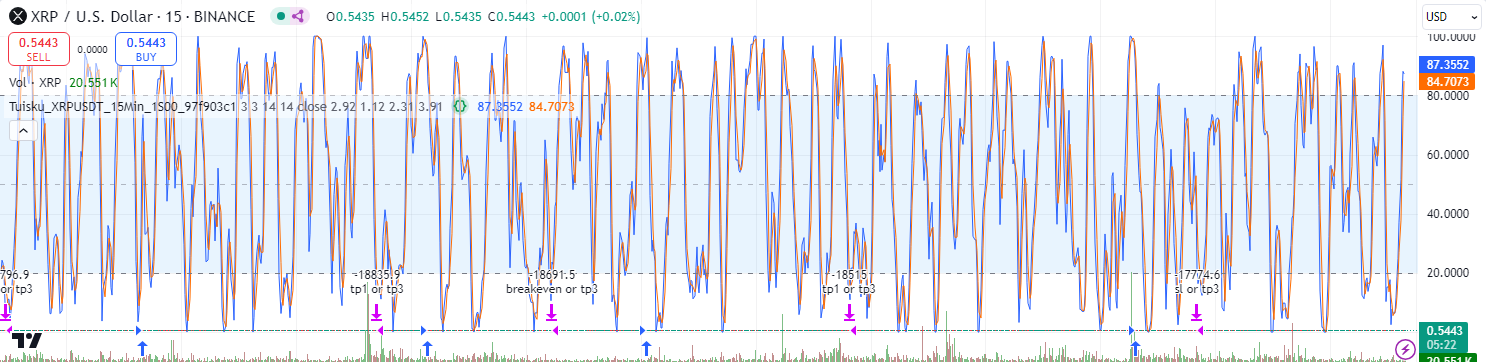 XRP / U.S. Dollar · 15 · BINANCE O0.5435 H0.5452 L0.5435 C0.5443 +0.0001 (+0.02%)
USD
0.5443
SELL
0.0000
0.5443
BUY
100.0000
Vol · XRP 20.551 K
Tuisku_XRPUSDT_15Min_1S00_97f903c1 3 3 14 14 close 2.92 1.12 2.31 3.91 {} 87.3552 84.7073
87.3552
84.7073
80.0000
60.0000
40.0000
20.0000
796.9
or tp3
-18835.9
tp1 or tp3
-18691.5
breakeven or tp3
-18515
tp1 or tp3
-17774.6
sl or tp3
0.5443
05:22
20.551 K